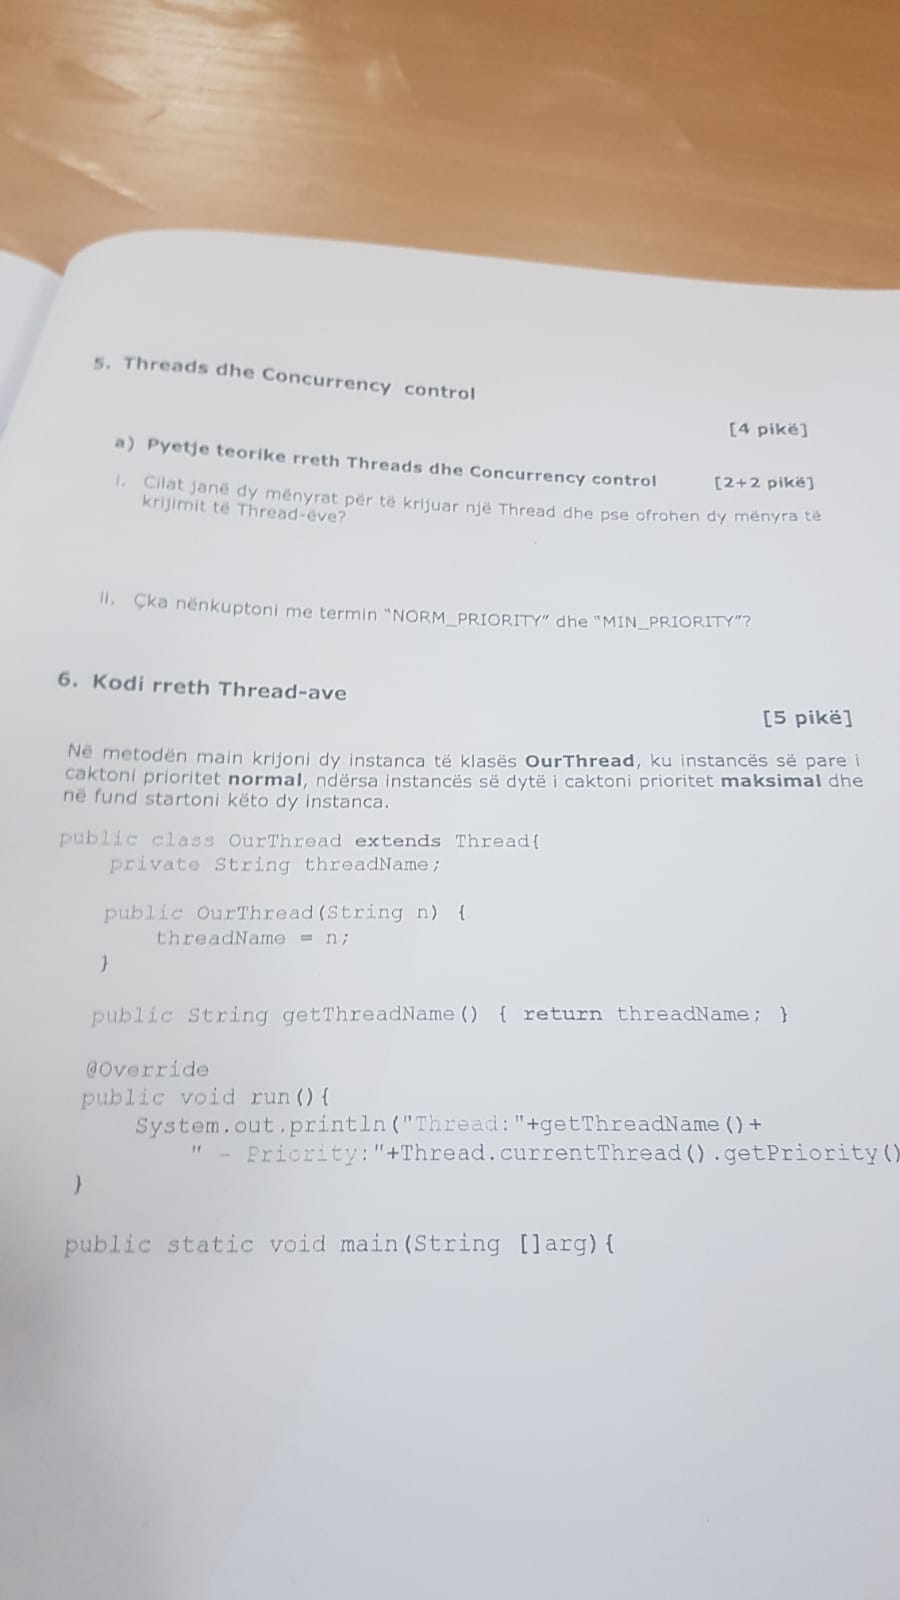 5. Threads dhe Concurrency control
[4 pikë]
a) Pyetje teorike rreth Threads dhe Concurrency control [2+2 pikë]
i. Cilat janë dy mënyrat për të krijuar një Thread dhe pse ofrohen dy mënyra të
krijimit të Thread-ëve?
ii. Çka nënkuptoni me termin "NORM_PRIORITY" dhe "MIN_PRIORITY"?
6. Kodi rreth Thread-ave
[5 pikë]
Në metodën main krijoni dy instanca të klasës OurThread, ku instancës së pare i
caktoni prioritet normal, ndërsa instancës së dytë i caktoni prioritet maksimal dhe
në fund startoni këto dy instanca.
public class OurThread extends Thread{
private String threadName;
public OurThread(String n) {
threadName = n;
}
public String getThreadName() { return threadName; }
@Override
public void run(){
System.out.println("Thread:"+getThreadName()+
" - Priority:"+Thread.currentThread().getPriority()
}
public static void main(String []arg){